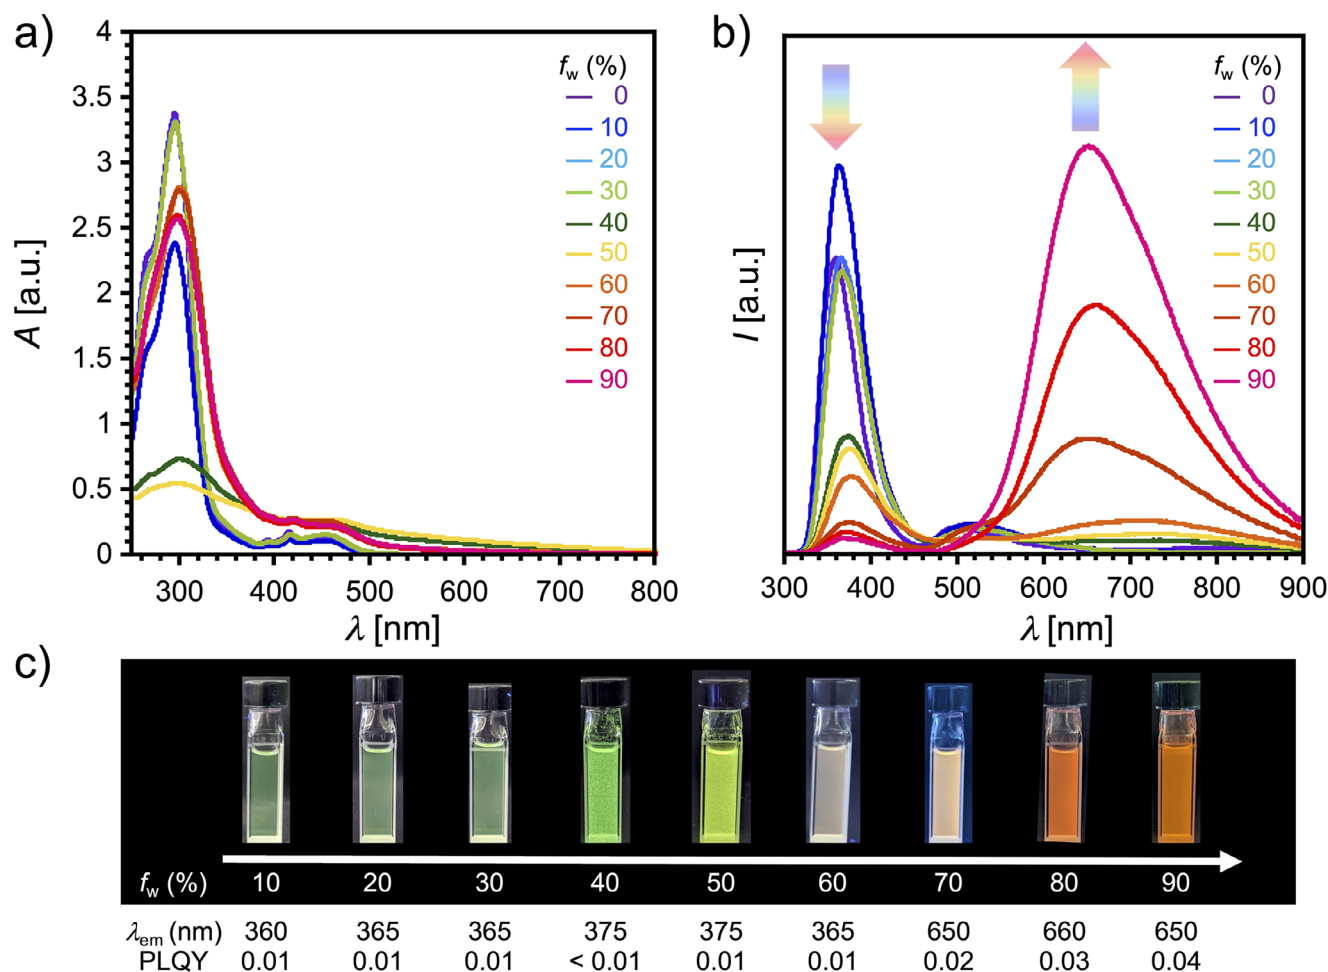 a)
4
3.5
3
2.5
2
1.5
1
0.5
0
A [a.u.]
300 400 500 600 700 800
λ [nm]
fw (%)
0
10
20
30
40
50
60
70
80
90
b)
I [a.u.]
300 400 500 600 700 800 900
λ [nm]
fw (%)
0
10
20
30
40
50
60
70
80
90
c)
fw (%) 10 20 30 40 50 60 70 80 90
λem (nm) 360 365 365 375 375 365 650 660 650
PLQY 0.01 0.01 0.01 < 0.01 0.01 0.01 0.02 0.03 0.04